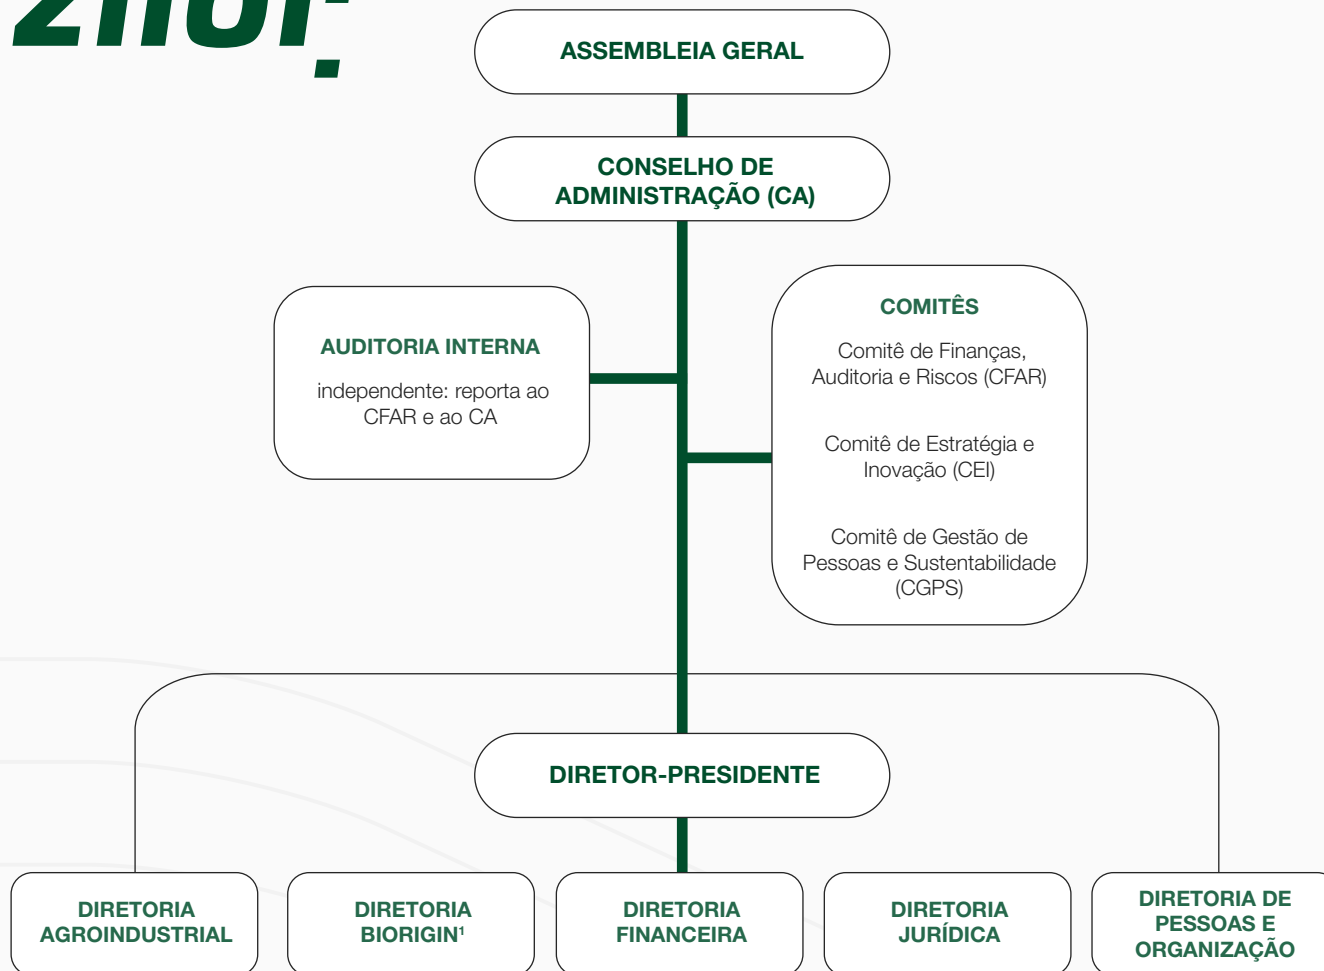 zilor
ASSEMBLEIA GERAL
CONSELHO DE
ADMINISTRAÇÃO (CA)
AUDITORIA INTERNA
independente: reporta ao
CFAR e ao CA
COMITÊS
Comitê de Finanças,
Auditoria e Riscos (CFAR)
Comitê de Estratégia e
Inovação (CEI)
Comitê de Gestão de
Pessoas e Sustentabilidade
(CGPS)
DIRETOR-PRESIDENTE
DIRETORIA
AGROINDUSTRIAL
DIRETORIA
BIORIGIN¹
DIRETORIA
FINANCEIRA
DIRETORIA
JURÍDICA
DIRETORIA DE
PESSOAS E
ORGANIZAÇÃO